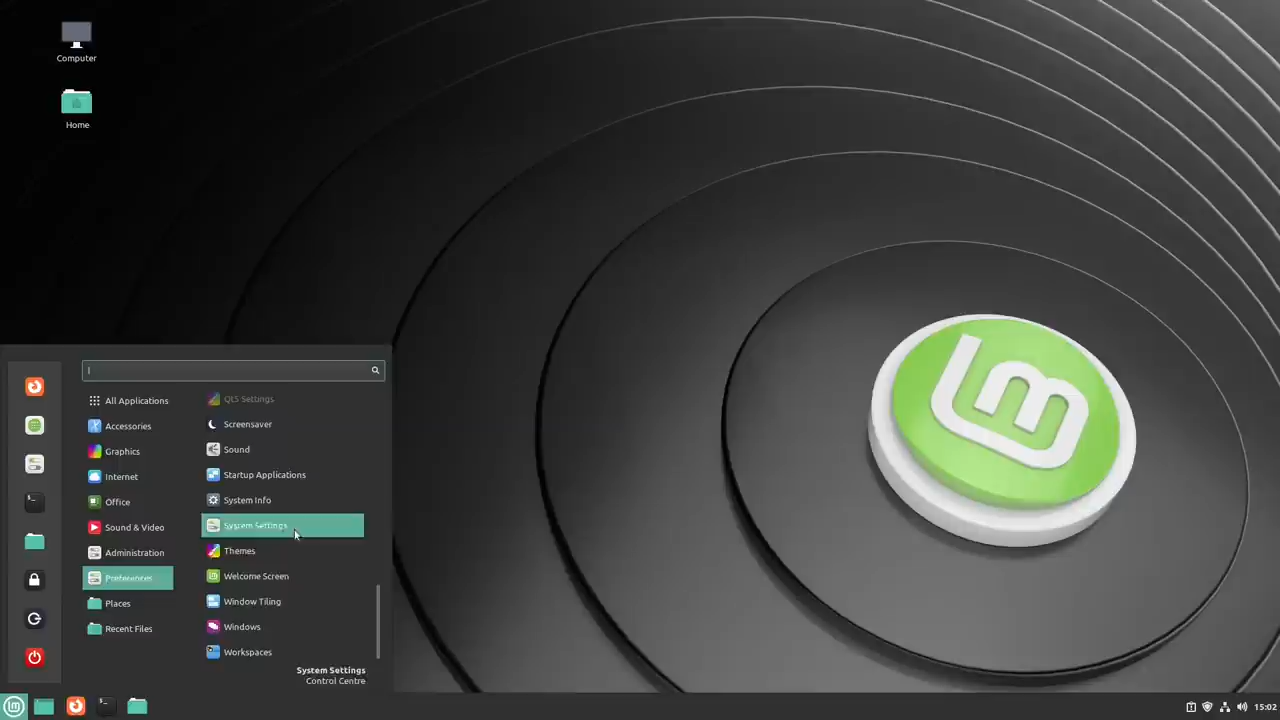 Computer
Home
All Applications
Accessories
Graphics
Internet
Office
Sound & Video
Administration
Preferences
Places
Recent Files
Qt5 Settings
Screensaver
Sound
Startup Applications
System Info
System Settings
Themes
Welcome Screen
Window Tiling
Windows
Workspaces
System Settings
Control Centre
15:02